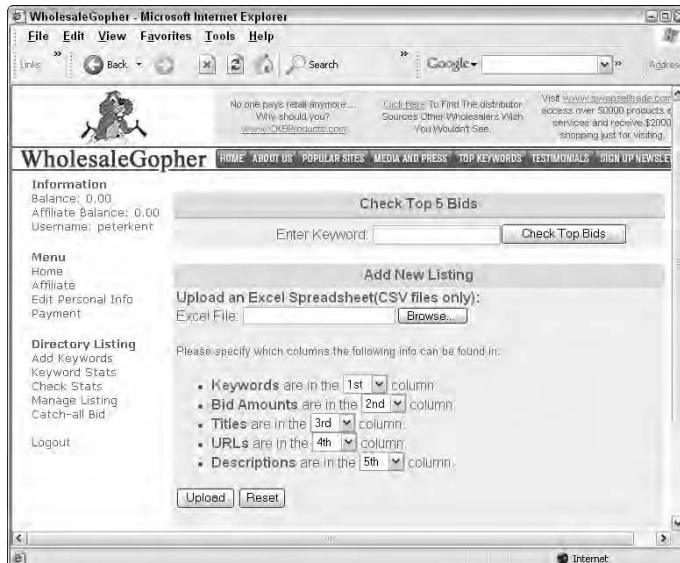 WholesaleGopher - Microsoft Internet Explorer
File Edit View Favorites Tools Help
Links » Back Search » Google » Address
No one pays retail anymore....
Why should you?
www.CKBProducts.com
Click Here To Find The distributor
Sources Other Wholesalers Wish
You Wouldn't See.
Visit www.swapselltrade.com
access over 50000 products
services and receive $2000
shopping just for visiting.
WholesaleGopher HOME ABOUT US POPULAR SITES MEDIA AND PRESS TOP KEYWORDS TESTIMONIALS SIGN UP NEWSLE
Information
Balance: 0.00
Affiliate Balance: 0.00
Username: peterkent
Menu
Home
Affiliate
Edit Personal Info
Payment
Directory Listing
Add Keywords
Keyword Stats
Check Stats
Manage Listing
Catch-all Bid
Logout
Check Top 5 Bids
Enter Keyword: Check Top Bids
Add New Listing
Upload an Excel Spreadsheet(CSV files only):
Excel File: Browse...
Please specify which columns the following info can be found in:
• Keywords are in the 1st column
• Bid Amounts are in the 2nd column
• Titles are in the 3rd column.
• URLs are in the 4th column.
• Descriptions are in the 5th column.
Upload Reset
Internet